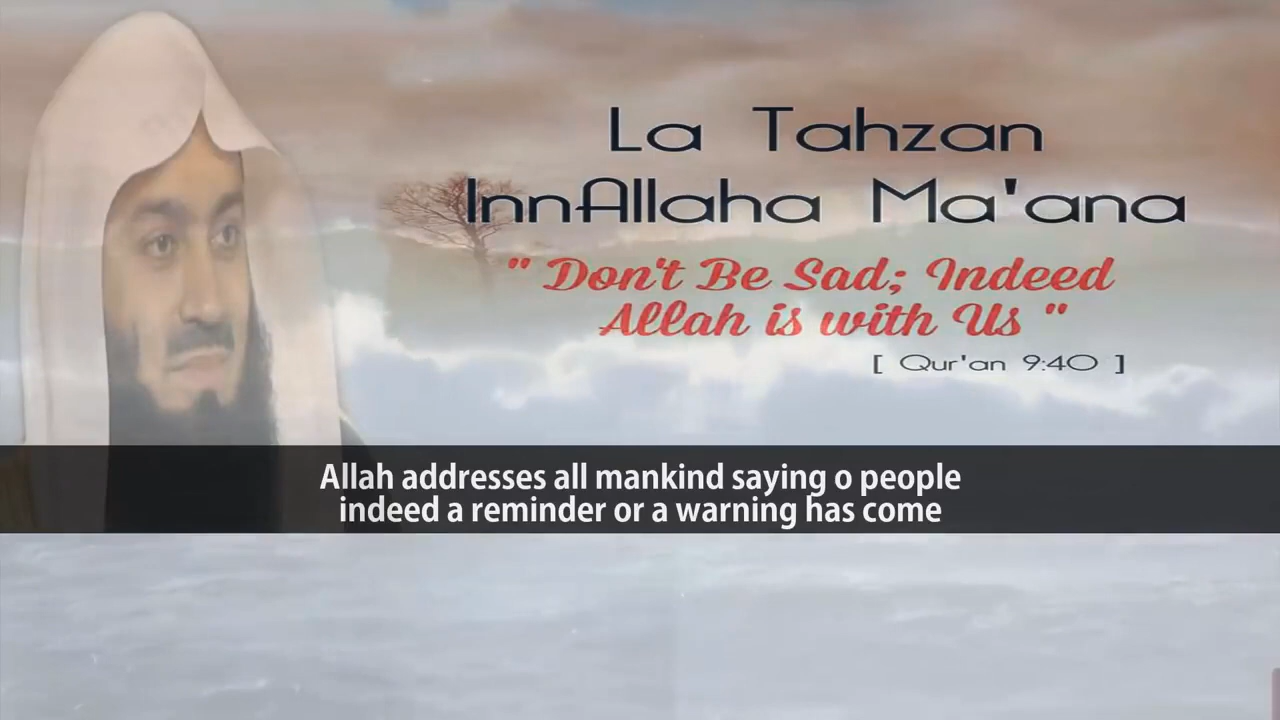 La Tahzan
InnAllaha Ma'ana
" Don't Be Sad; Indeed
Allah is with Us "
[ Qur'an 9:40 ]
Allah addresses all mankind saying o people
indeed a reminder or a warning has come